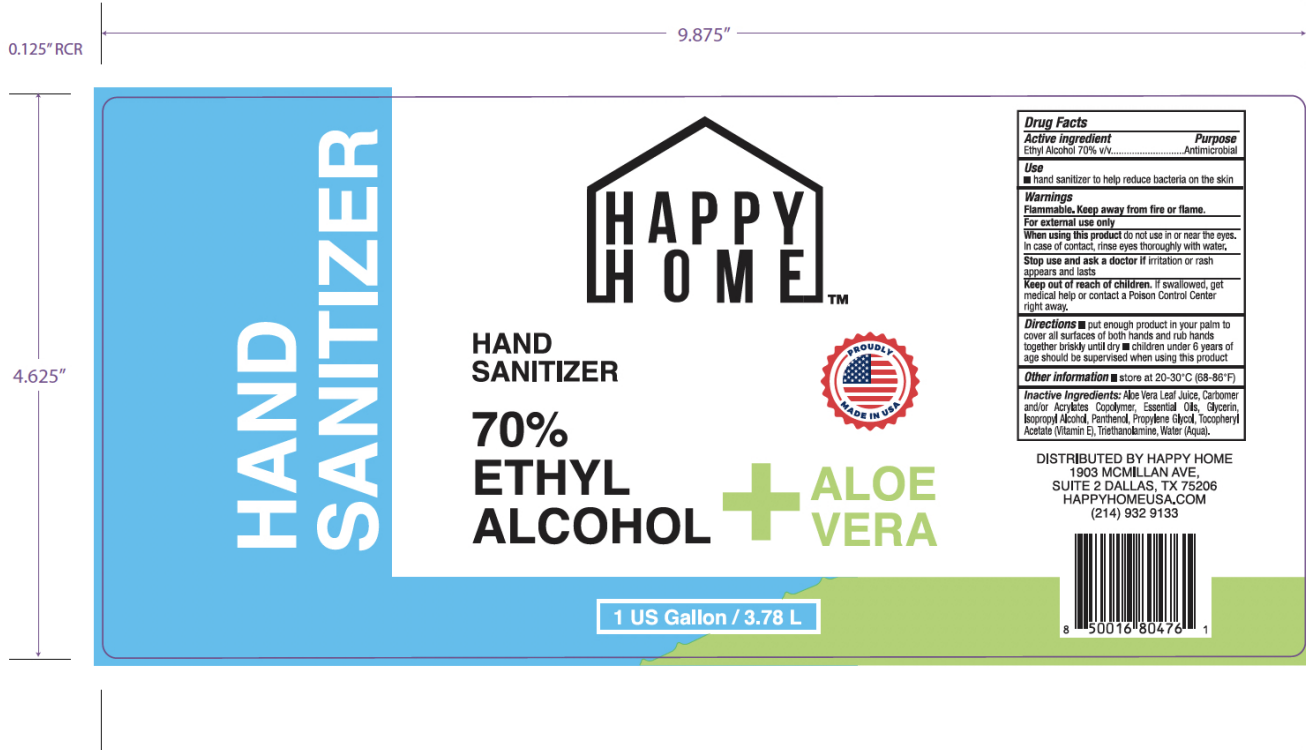 9.875"
0.125" RCR
4.625"
HAND
SANITIZER
HAPPY
HOME
TM
HAND
SANITIZER
70%
ETHYL
ALCOHOL
+
ALOE
VERA
PROUDLY
MADE IN USA
1 US Gallon / 3.78 L
Drug Facts
Active ingredient Purpose
Ethyl Alcohol 70% v/v............................Antimicrobial
Use
■ hand sanitizer to help reduce bacteria on the skin
Warnings
Flammable. Keep away from fire or flame.
For external use only
When using this product do not use in or near the eyes.
In case of contact, rinse eyes thoroughly with water.
Stop use and ask a doctor if irritation or rash
appears and lasts
Keep out of reach of children. If swallowed, get
medical help or contact a Poison Control Center
right away.
Directions ■ put enough product in your palm to
cover all surfaces of both hands and rub hands
together briskly until dry ■ children under 6 years of
age should be supervised when using this product
Other information ■ store at 20-30°C (68-86°F)
Inactive Ingredients: Aloe Vera Leaf Juice, Carbomer
and/or Acrylates Copolymer, Essential Oils, Glycerin,
Isopropyl Alcohol, Panthenol, Propylene Glycol, Tocopheryl
Acetate (Vitamin E), Triethanolamine, Water (Aqua).
DISTRIBUTED BY HAPPY HOME
1903 MCMILLAN AVE,
SUITE 2 DALLAS, TX 75206
HAPPYHOMEUSA.COM
(214) 932 9133
8 50016 80476 1